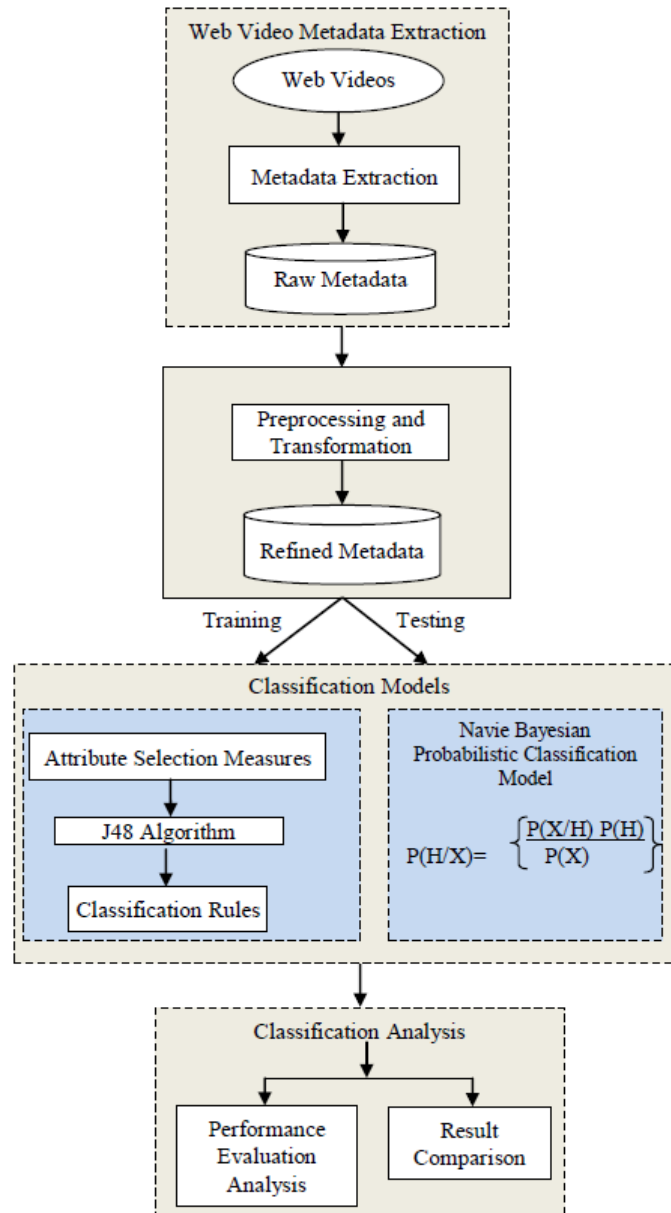 Web Video Metadata Extraction
Web Videos
Metadata Extraction
Raw Metadata
Preprocessing and
Transformation
Refined Metadata
Training
Testing
Classification Models
Attribute Selection Measures
J48 Algorithm
Classification Rules
Navie Bayesian
Probabilistic Classification
Model
P(H/X)= {P(X/H) P(H)
P(X)}
Classification Analysis
Performance
Evaluation
Analysis
Result
Comparison